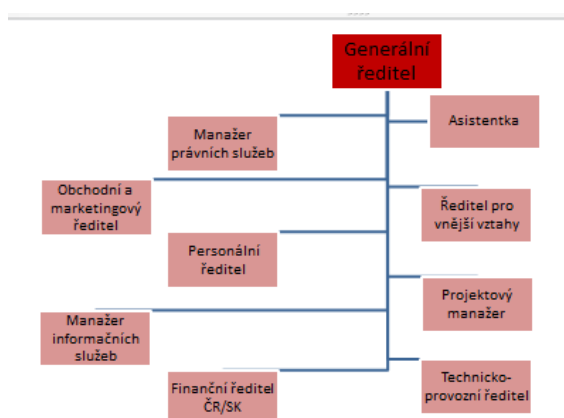 Generální
ředitel
Asistentka
Manažer
právních služeb
Obchodní a
marketingový
ředitel
Ředitel pro
vnější vztahy
Personální
ředitel
Projektový
manažer
Manažer
informačních
služeb
Technicko-
provozní ředitel
Finanční ředitel
ČR/SK